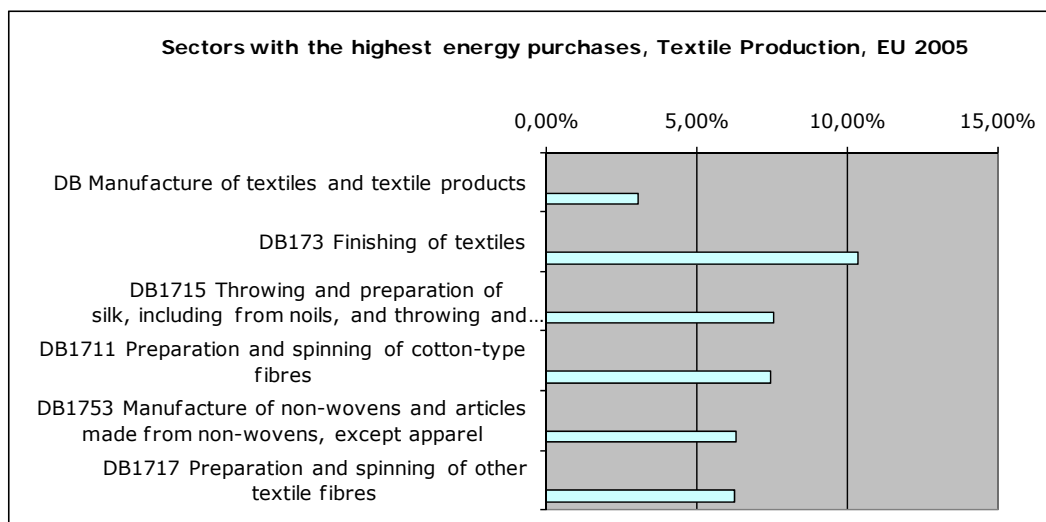 Sectors with the highest energy purchases, Textile Production, EU 2005
0,00% 5,00% 10,00% 15,00%
DB Manufacture of textiles and textile products
DB173 Finishing of textiles
DB1715 Throwing and preparation of
silk, including from noils, and throwing and...
DB1711 Preparation and spinning of cotton-type
fibres
DB1753 Manufacture of non-wovens and articles
made from non-wovens, except apparel
DB1717 Preparation and spinning of other
textile fibres